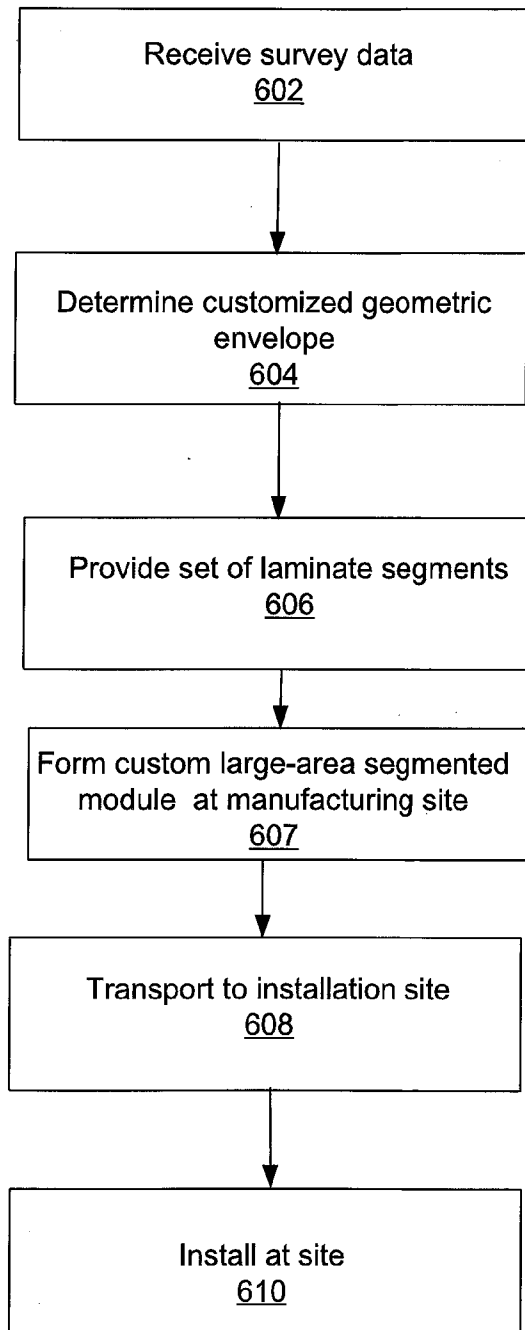 Receive survey data
602
Determine customized geometric
envelope
604
Provide set of laminate segments
606
Form custom large-area segmented
module at manufacturing site
607
Transport to installation site
608
Install at site
610